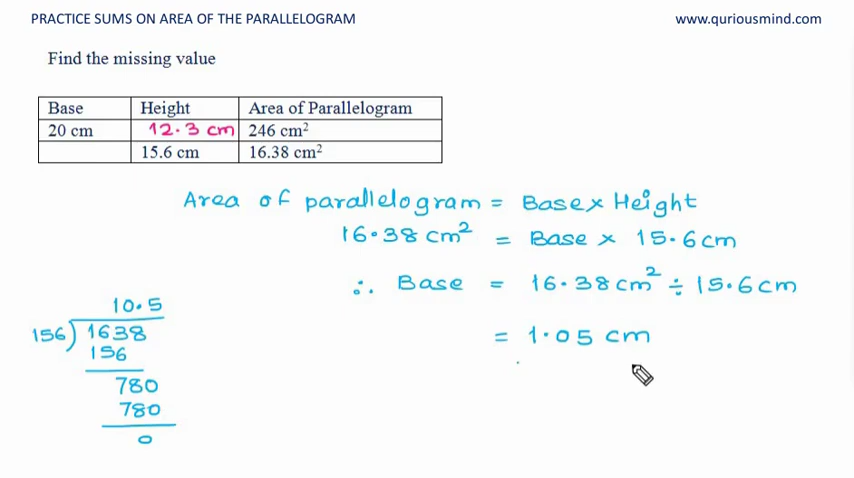 PRACTICE SUMS ON AREA OF THE PARALLELOGRAM www.quriousmind.com
Find the missing value
Base Height Area of Parallelogram
20 cm 12.3 cm 246 cm²
15.6 cm 16.38 cm²
Area of parallelogram = Base x Height
16.38 cm² = Base x 15.6 cm
∴ Base = 16.38 cm² ÷ 15.6 cm
= 1.05 cm
10.5
156) 1638
156
780
780
0